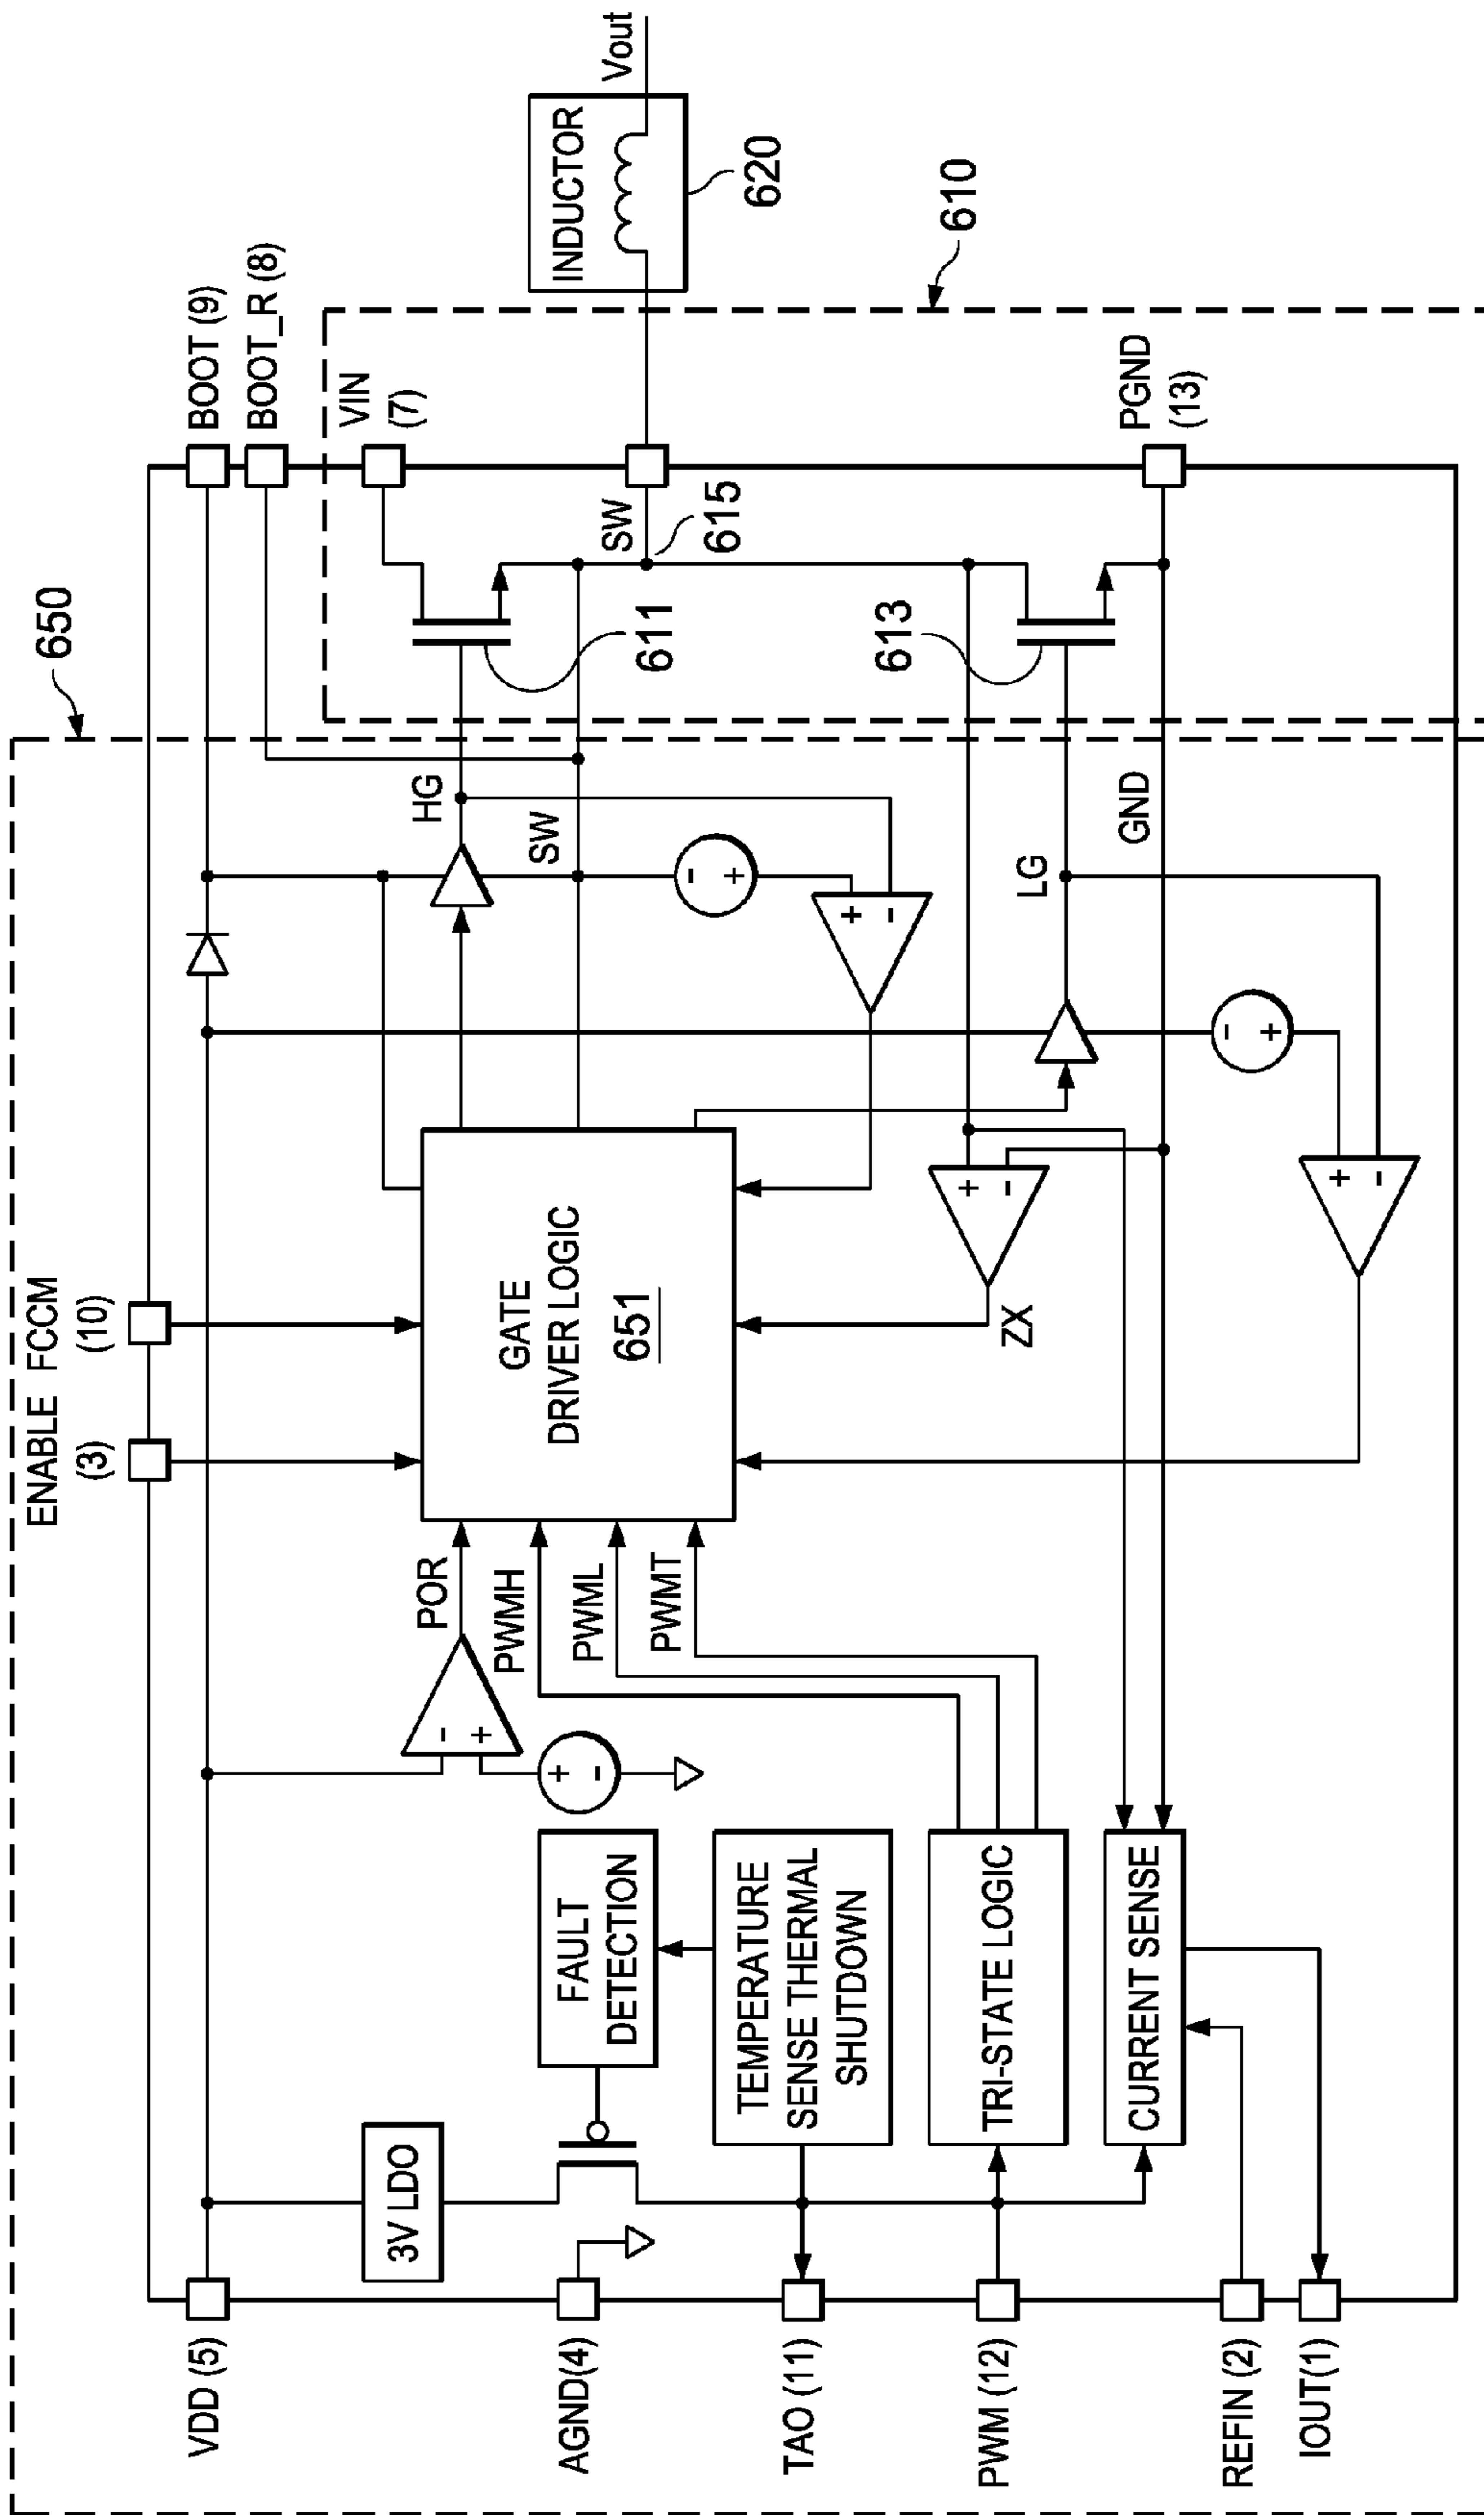 650
ENABLE FCCM
(3)
(10)
VDD (5)
AGND(4)
TAO (11)
PWM (12)
REFIN (2)
IOUT(1)
3V LDO
FAULT
DETECTION
TEMPERATURE
SENSE THERMAL
SHUTDOWN
TRI-STATE LOGIC
CURRENT SENSE
-
+
+
-
POR
PWMH
PWML
PWMT
GATE
DRIVER LOGIC
651
ZX
+
-
HG
SW
-
+
+
-
LG
GND
-
+
+
-
BOOT (9)
BOOT_R (8)
VIN
(7)
611
613
SW
615
PGND
(13)
610
INDUCTOR
620
Vout